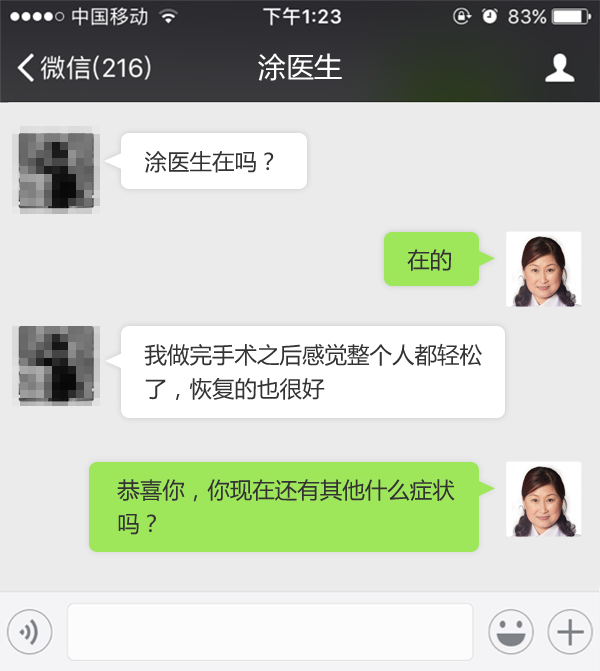 中国移动 下午1:23 83%
微信(216) 涂医生
涂医生在吗？
在的
我做完手术之后感觉整个人都轻松
了，恢复的也很好
恭喜你，你现在还有其他什么症状
吗？